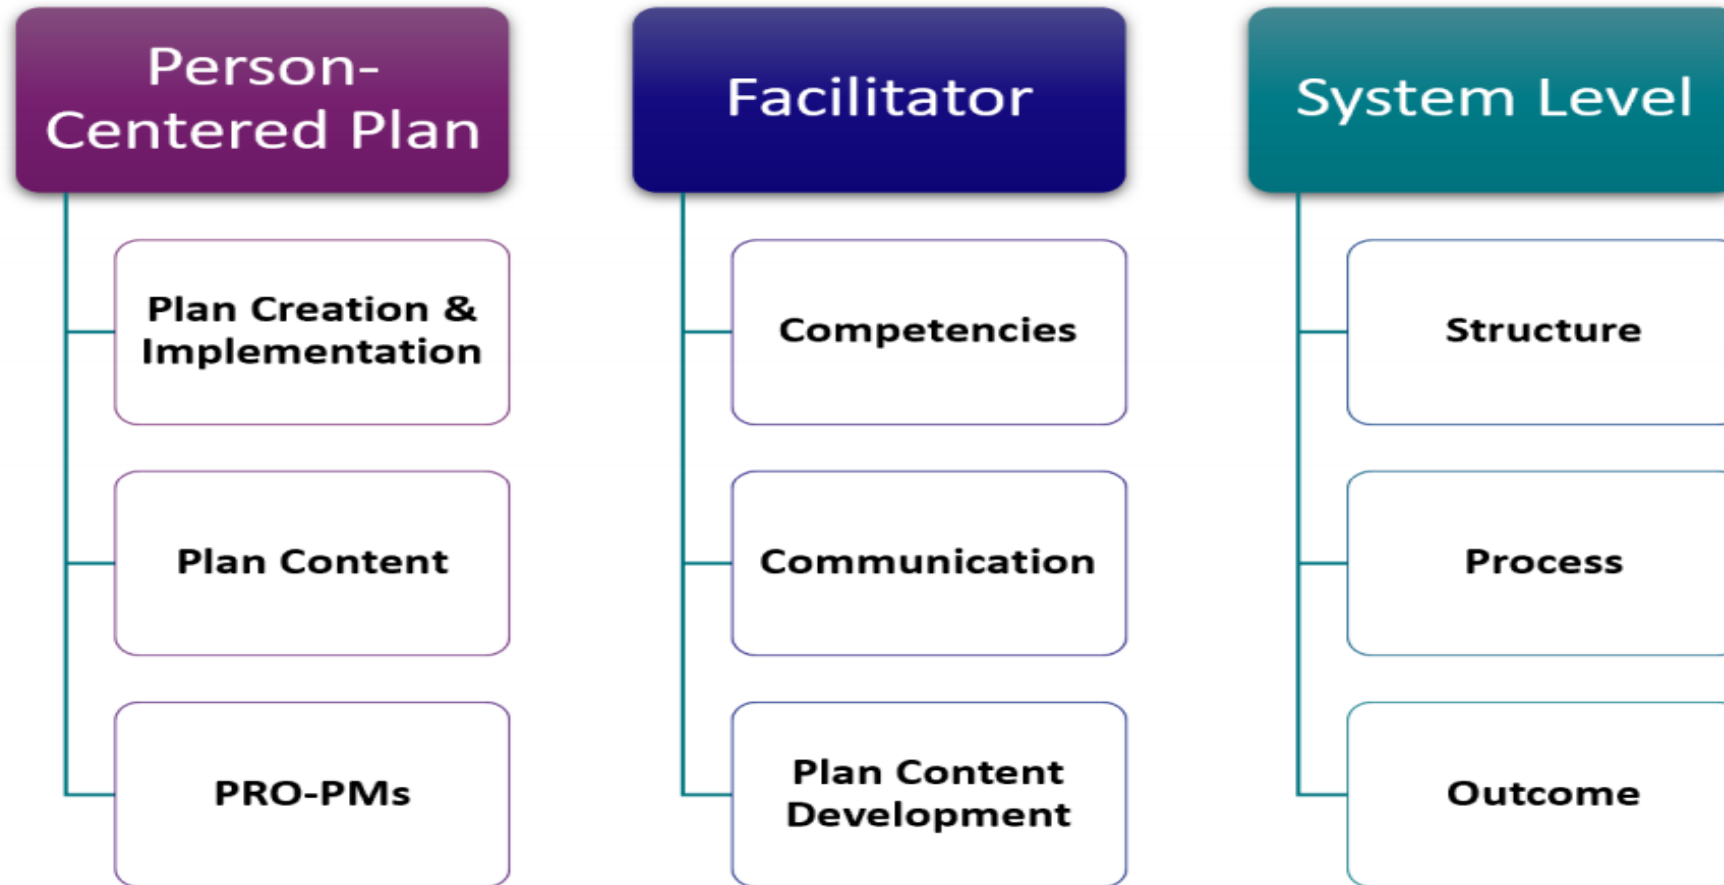 Person-
Centered Plan
Plan Creation &
Implementation
Plan Content
PRO-PMs
Facilitator
Competencies
Communication
Plan Content
Development
System Level
Structure
Process
Outcome